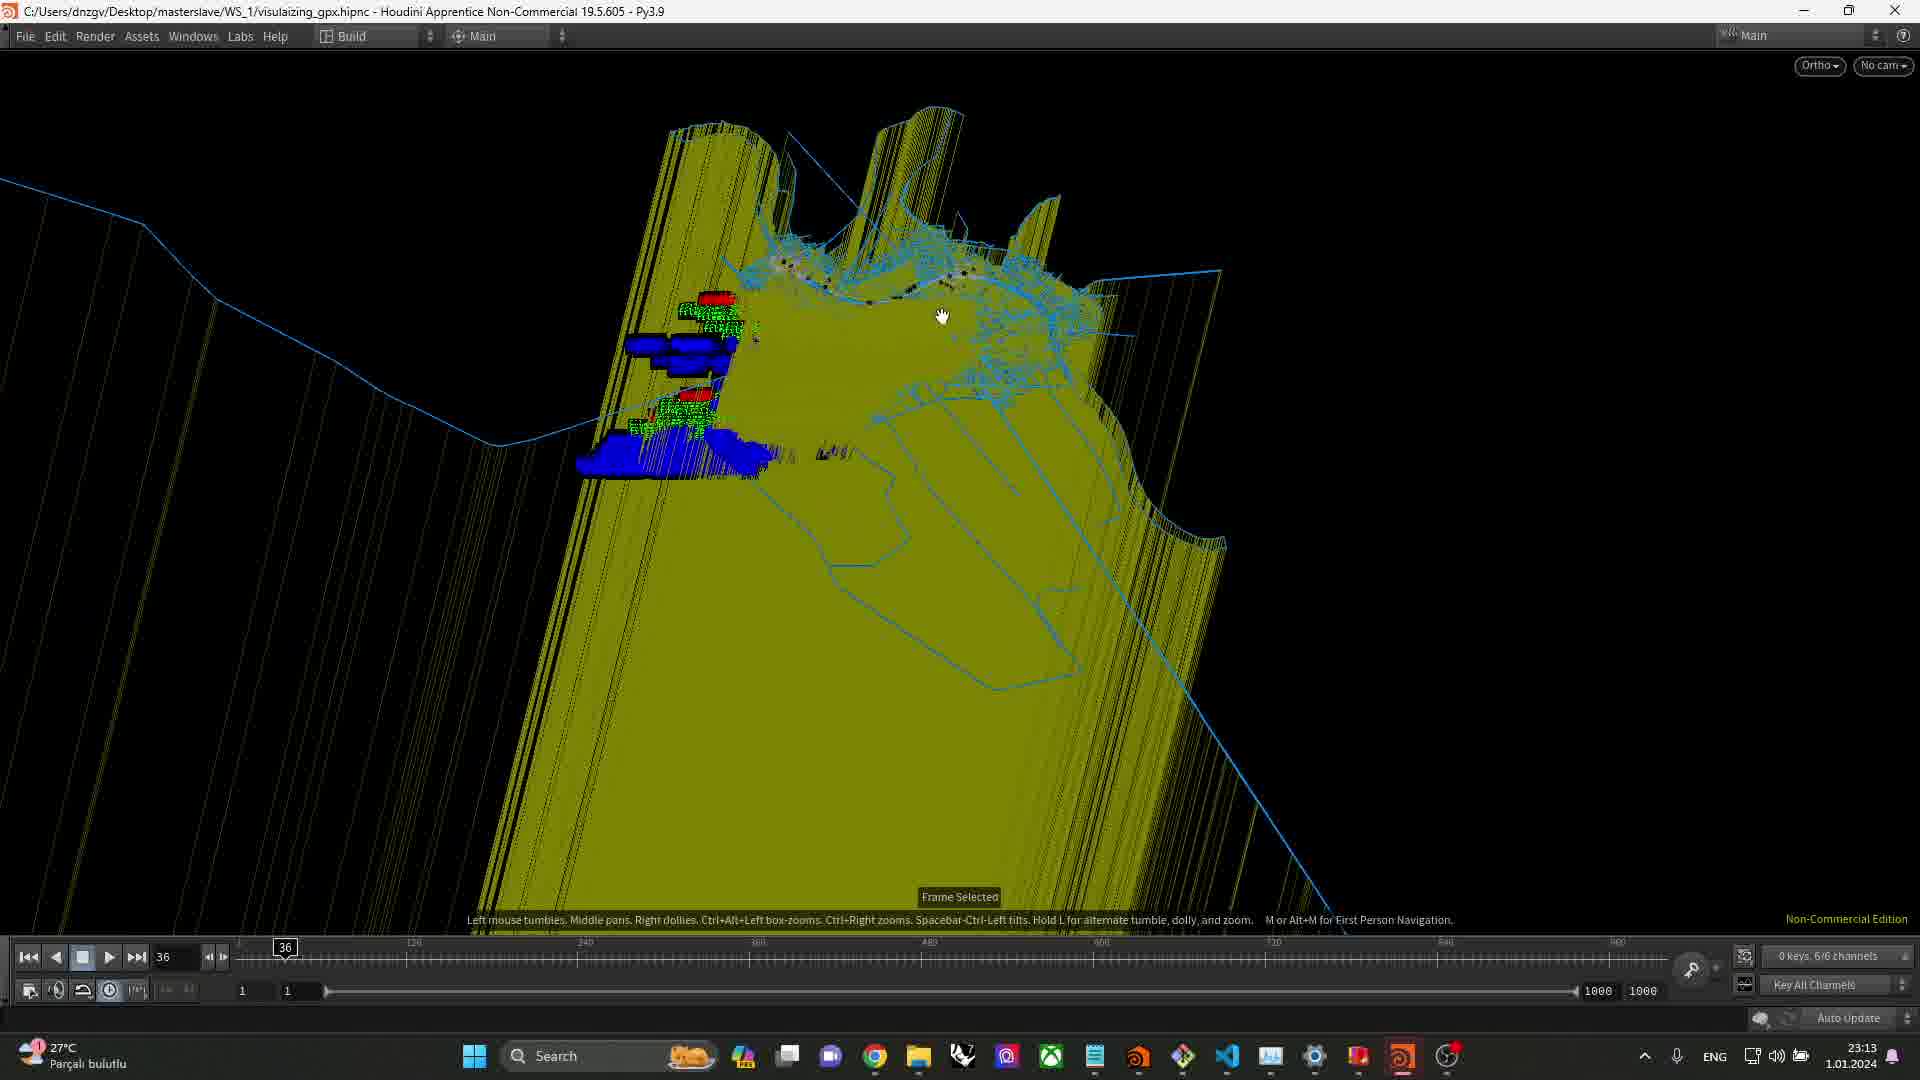 C:/Users/dnzgv/Desktop/masterslave/WS_1/visulaizing_gpx.hipnc - Houdini Apprentice Non-Commercial 19.5.605 - Py3.9
File Edit Render Assets Windows Labs Help Build Main Main
Ortho No cam
Frame Selected
Left mouse tumbles. Middle pans. Right dollies. Ctrl+Alt+Left box-zooms. Ctrl+Right zooms. Spacebar-Ctrl-Left tilts. Hold L for alternate tumble, dolly, and zoom. M or Alt+M for First Person Navigation.
Non-Commercial Edition
1 36 120 240 360 480 600 720 840 960
36 0 keys, 6/6 channels
1 1 1000 1000 Key All Channels
Auto Update
27°C
Parçalı bulutlu
Search
ENG
23:13
1.01.2024